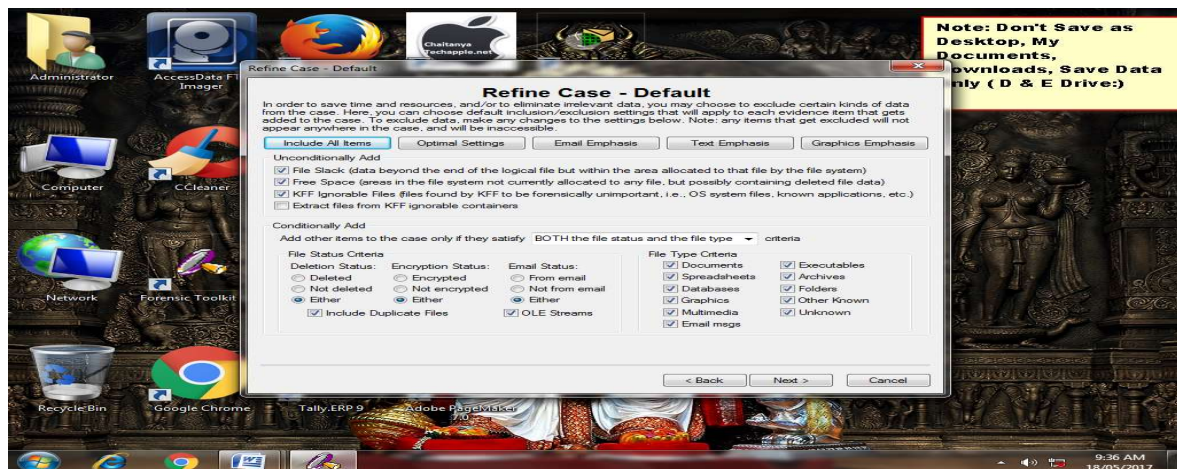 Note: Don't Save as
Desktop, My
Documents,
ownloads, Save Data
nly ( D & E Drive:)
Chaitanya
Techapple.net
Administrator
AccessData FT
Imager
Computer
CCleaner
Network
Forensic Toolkit
Recycle Bin
Google Chrome
Tally.ERP 9
Adobe PageMaker
7.0
Refine Case - Default
Refine Case - Default
In order to save time and resources, and/or to eliminate irrelevant data, you may choose to exclude certain kinds of data
from the case. Here, you can choose default inclusion/exclusion settings that will apply to each evidence item that gets
added to the case. To exclude data, make any changes to the settings below. Note: any items that get excluded will not
appear anywhere in the case, and will be inaccessible.
Include All Items Optimal Settings Email Emphasis Text Emphasis Graphics Emphasis
Unconditionally Add
File Slack (data beyond the end of the logical file but within the area allocated to that file by the file system)
Free Space (areas in the file system not currently allocated to any file, but possibly containing deleted file data)
KFF Ignorable Files (files found by KFF to be forensically unimportant, i.e., OS system files, known applications, etc.)
Extract files from KFF ignorable containers
Conditionally Add
Add other items to the case only if they satisfy BOTH the file status and the file type criteria
File Status Criteria
Deletion Status: Encryption Status: Email Status:
Deleted Encrypted From email
Not deleted Not encrypted Not from email
Either Either Either
Include Duplicate Files OLE Streams
File Type Criteria
Documents Executables
Spreadsheets Archives
Databases Folders
Graphics Other Known
Multimedia Unknown
Email msgs
< Back Next > Cancel
9:36 AM
18/05/2017